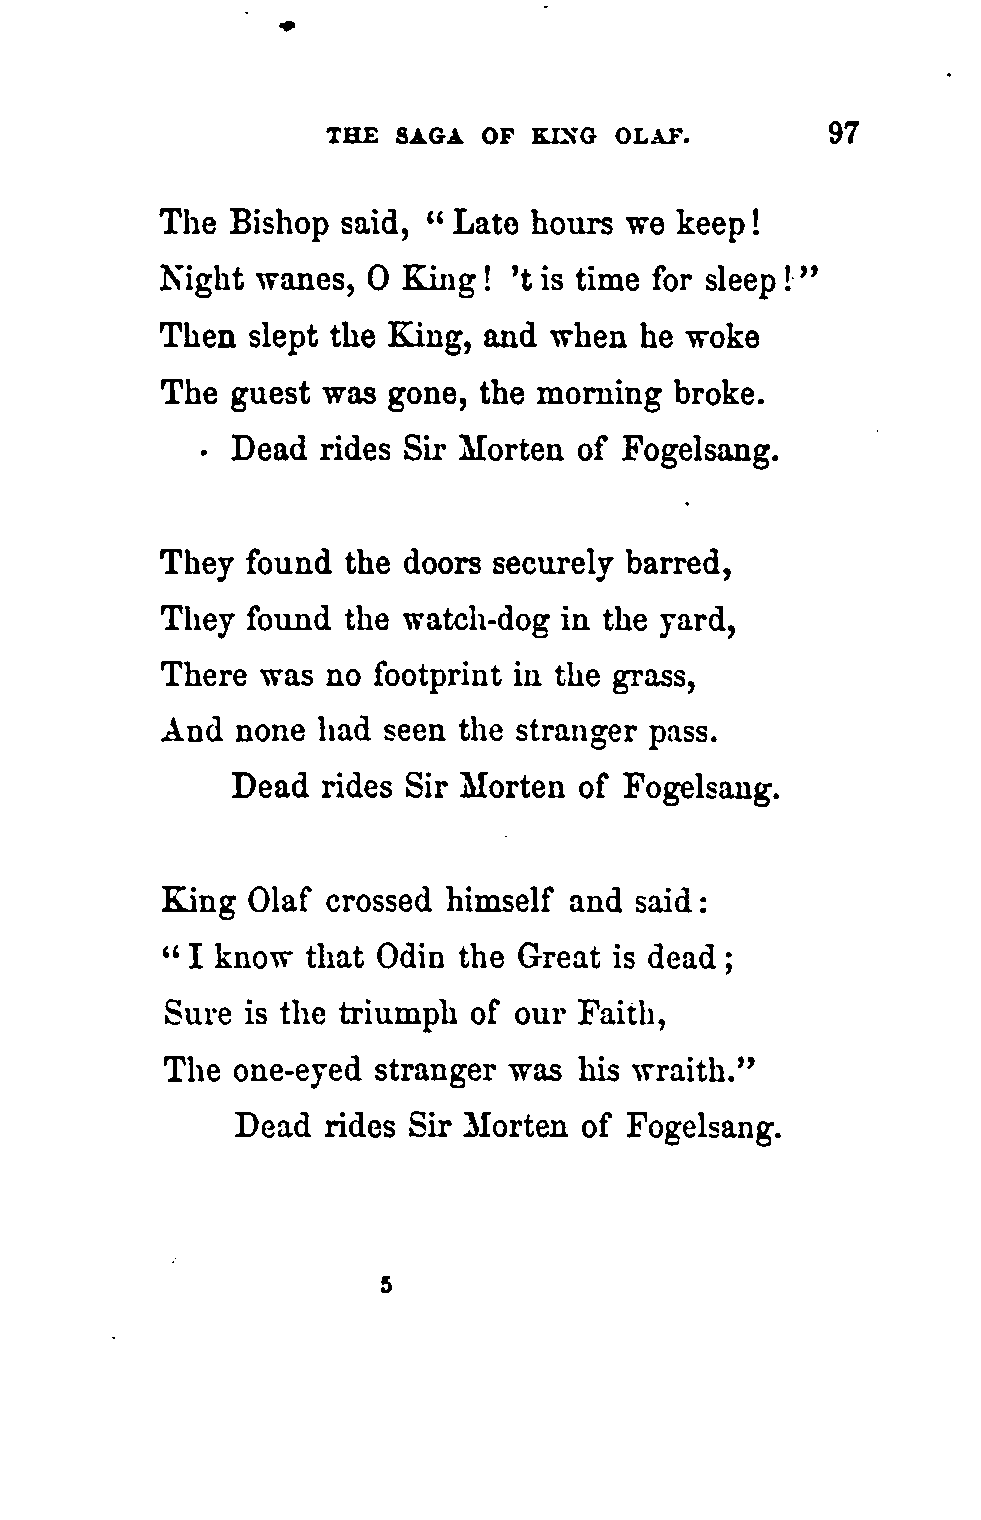 THE SAGA OF KING OLAF. 97
The Bishop said, “Late hours we keep!
Night wanes, O King! ’t is time for sleep!”
Then slept the King, and when he woke
The guest was gone, the morning broke.
Dead rides Sir Morten of Fogelsang.
They found the doors securely barred,
They found the watch-dog in the yard,
There was no footprint in the grass,
And none had seen the stranger pass.
Dead rides Sir Morten of Fogelsang.
King Olaf crossed himself and said:
“I know that Odin the Great is dead;
Sure is the triumph of our Faith,
The one-eyed stranger was his wraith.”
Dead rides Sir Morten of Fogelsang.
5